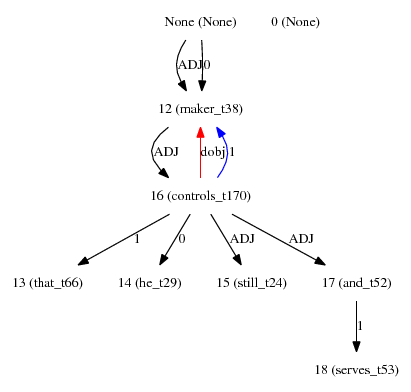 None (None) 0 (None)
ADJ 0
12 (maker_t38)
ADJ dobj 1
16 (controls_t170)
1 0 ADJ ADJ
13 (that_t66) 14 (he_t29) 15 (still_t24) 17 (and_t52)
1
18 (serves_t53)